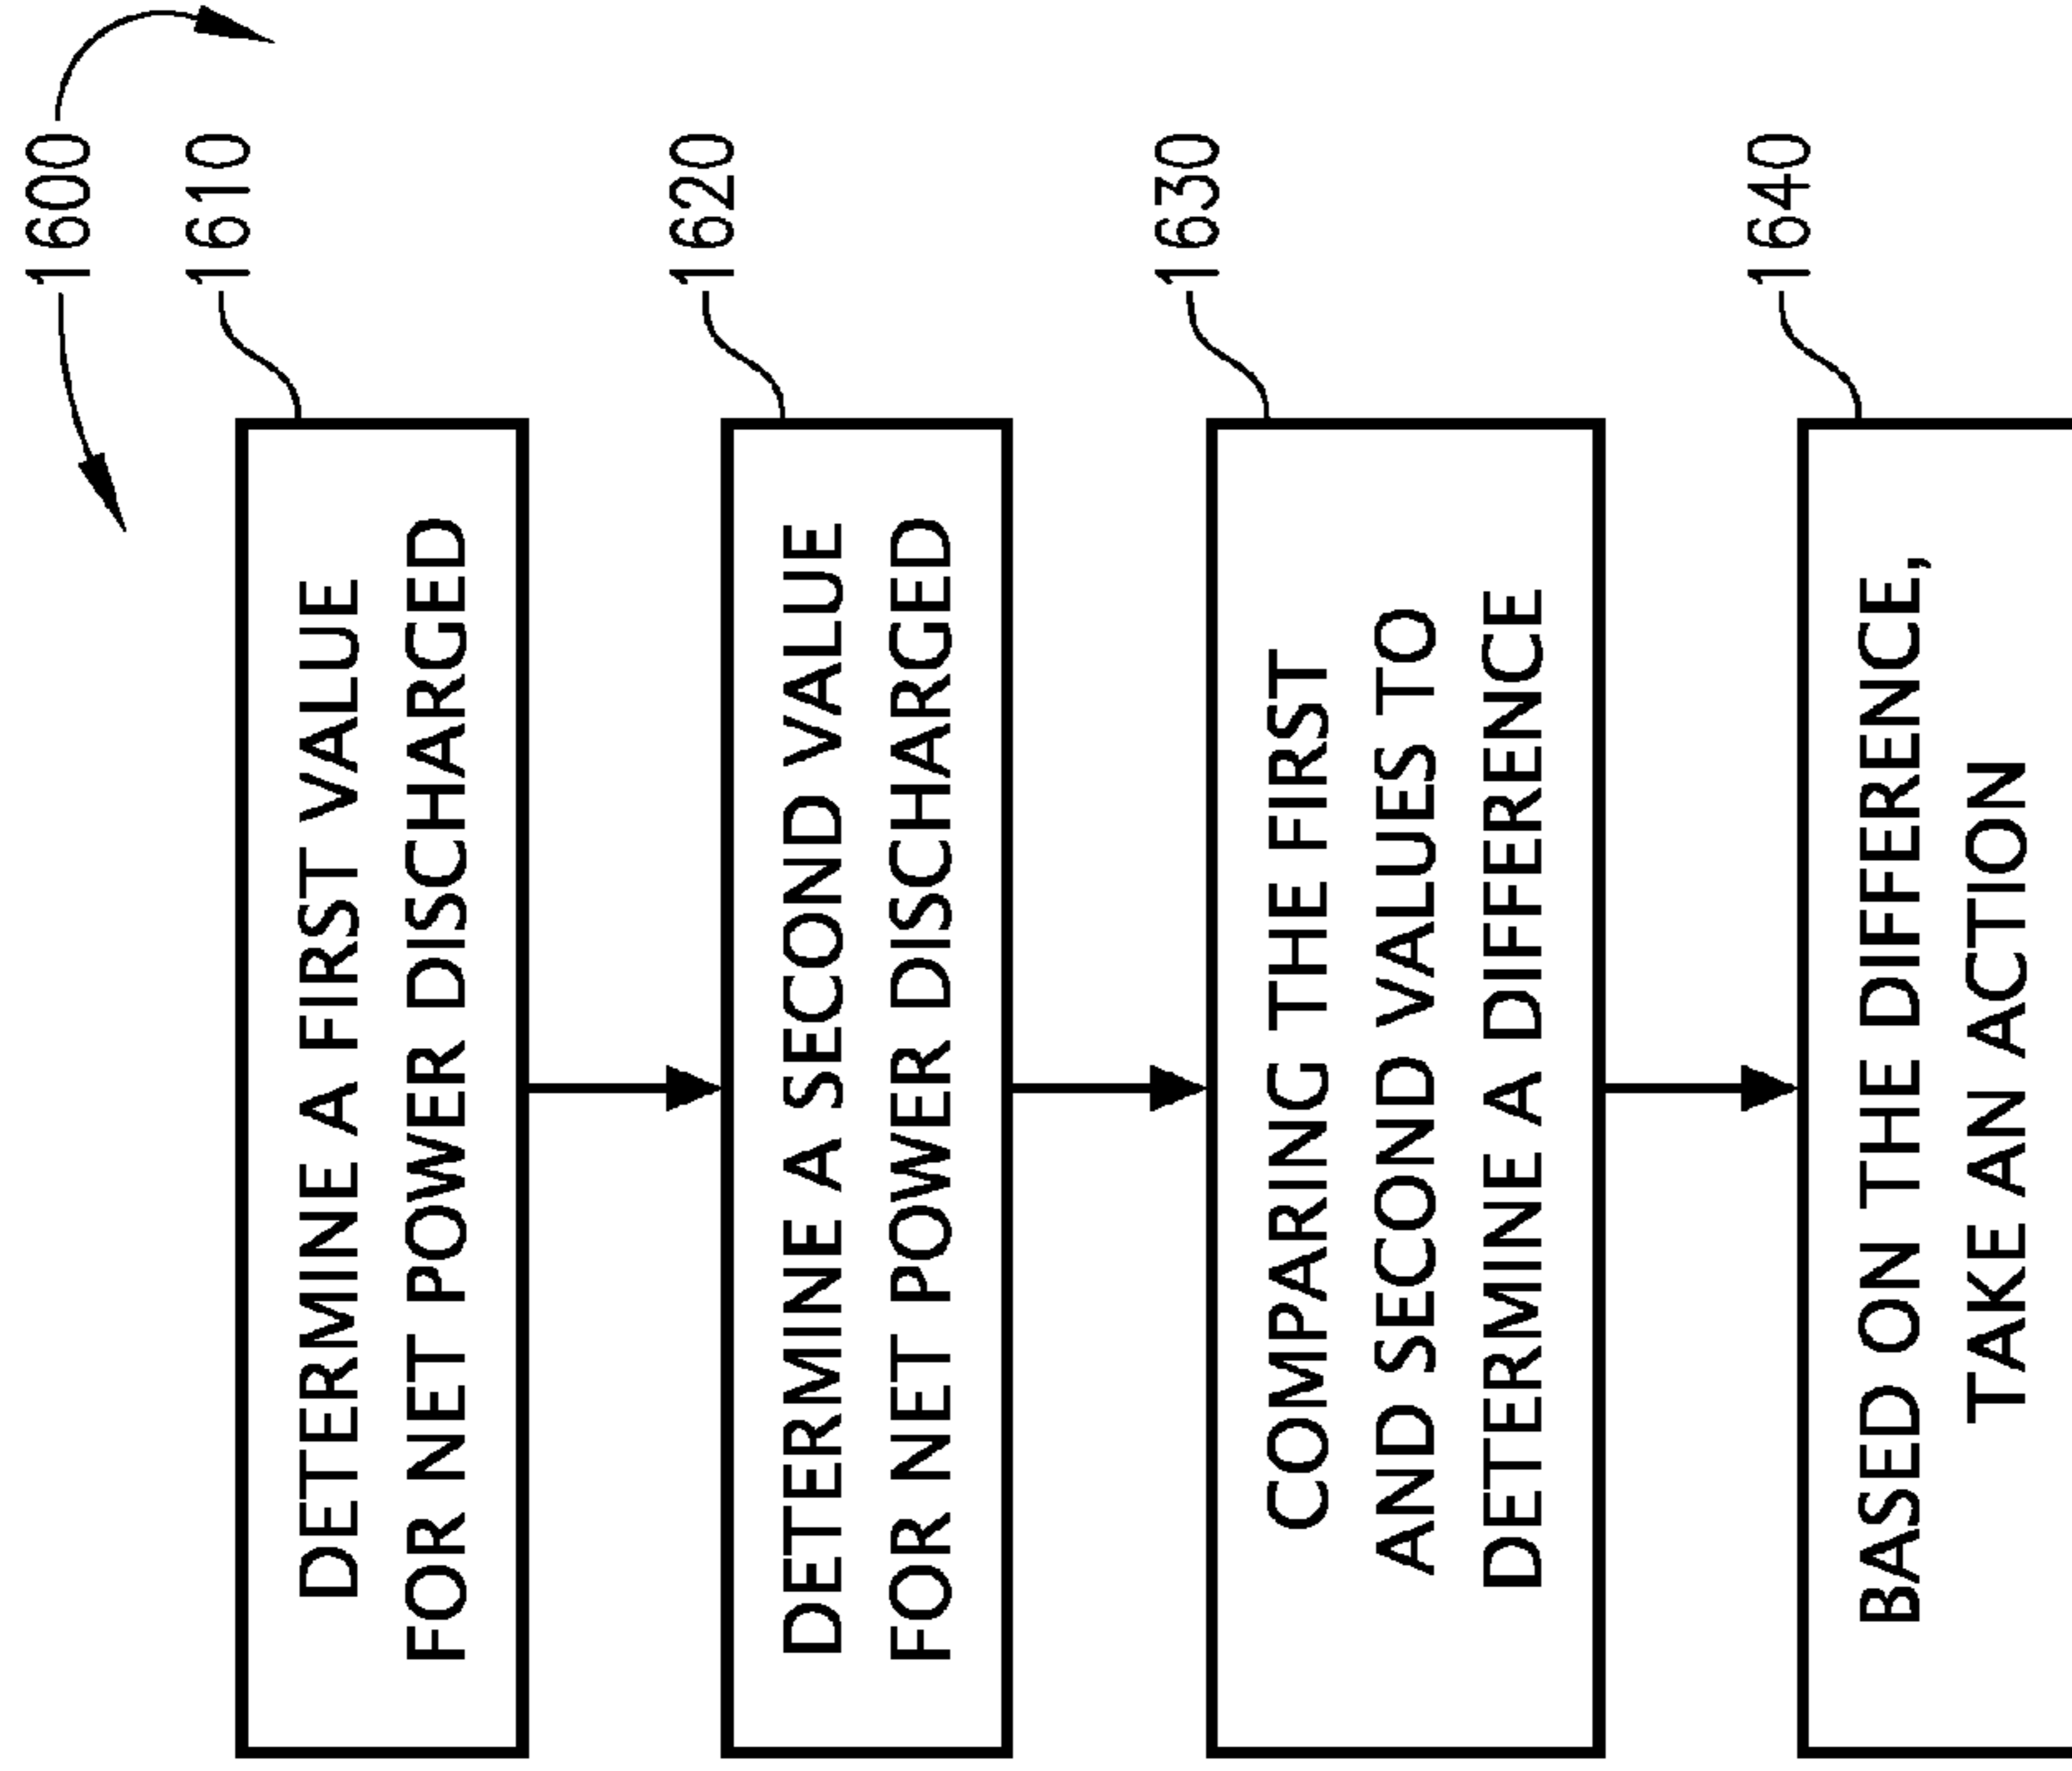 1600
1610
DETERMINE A FIRST VALUE
FOR NET POWER DISCHARGED
1620
DETERMINE A SECOND VALUE
FOR NET POWER DISCHARGED
1630
COMPARING THE FIRST
AND SECOND VALUES TO
DETERMINE A DIFFERENCE
1640
BASED ON THE DIFFERENCE,
TAKE AN ACTION